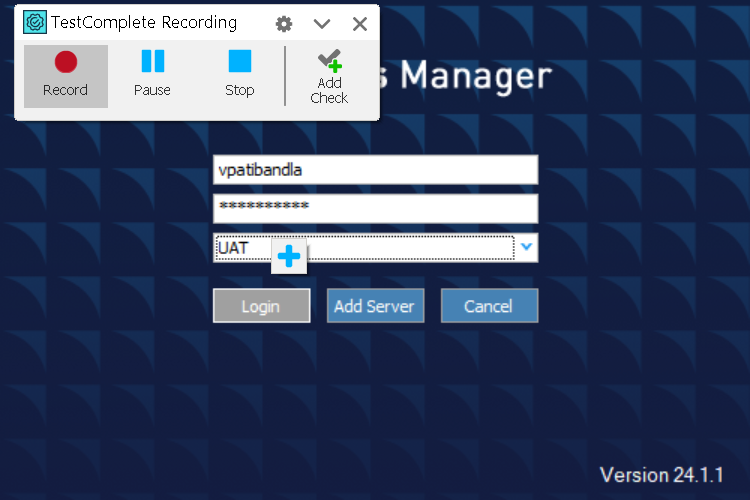 TestComplete Recording
Record
Pause
Stop
Add
Check
Manager
vpatibandla
**********
UAT
Login
Add Server
Cancel
Version 24.1.1